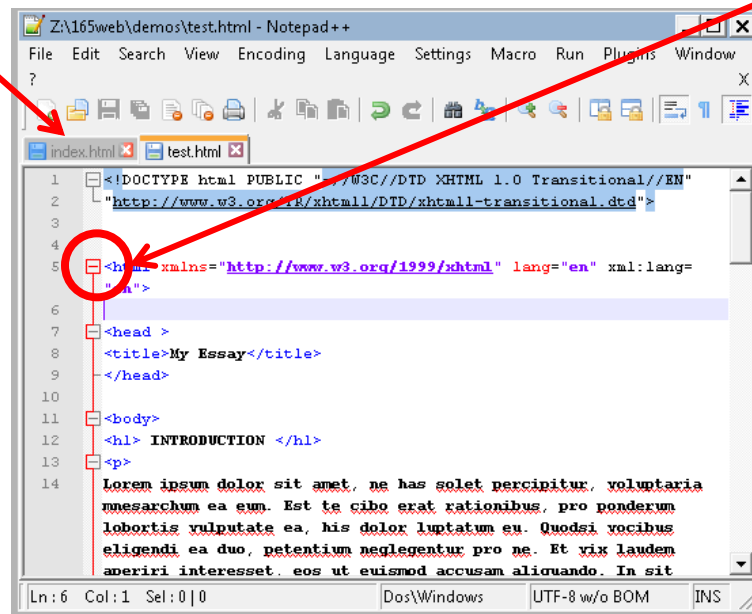 Z:\165web\demos\test.html - Notepad++
File Edit Search View Encoding Language Settings Macro Run Plugins Window
? X
index.html test.html
1 <!DOCTYPE html PUBLIC "-//W3C//DTD XHTML 1.0 Transitional//EN"
2 "http://www.w3.org/TR/xhtml1/DTD/xhtml1-transitional.dtd">
3
4
5 <html xmlns="http://www.w3.org/1999/xhtml" lang="en" xml:lang=
"en">
6
7 <head >
8 <title>My Essay</title>
9 </head>
10
11 <body>
12 <h1> INTRODUCTION </h1>
13 <p>
14 Lorem ipsum dolor sit amet, ne has solet percipitur, voluptaria
mnesarchum ea eum. Est te cibo erat rationibus, pro ponderum
lobortis vulputate ea, his dolor luptatum eu. Quodsi vocibus
eligendi ea duo, petentium neglegentur pro ne. Et vix laudem
aperiri interesset, eos ut euismod accusam aliquando. In sit
Ln:6 Col:1 Sel:0|0 Dos\Windows UTF-8 w/o BOM INS